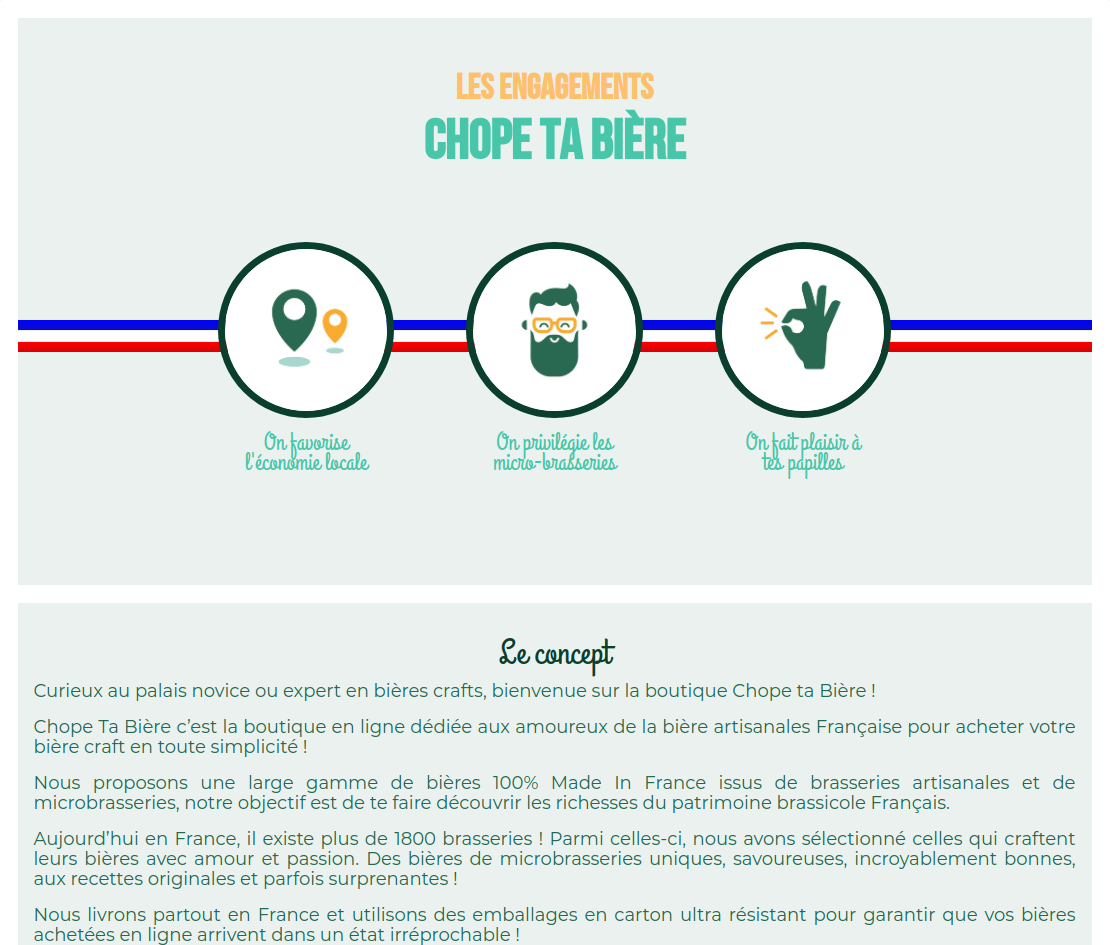 LES ENGAGEMENTS
CHOPE TA BIÈRE
On favorise
l'économie locale
On privilégie les
micro-brasseries
On fait plaisir à
tes papilles
Le concept
Curieux au palais novice ou expert en bières crafts, bienvenue sur la boutique Chope ta Bière !
Chope Ta Bière c’est la boutique en ligne dédiée aux amoureux de la bière artisanales Française pour acheter votre
bière craft en toute simplicité !
Nous proposons une large gamme de bières 100% Made In France issus de brasseries artisanales et de
microbrasseries, notre objectif est de te faire découvrir les richesses du patrimoine brassicole Français.
Aujourd’hui en France, il existe plus de 1800 brasseries ! Parmi celles-ci, nous avons sélectionné celles qui craftent
leurs bières avec amour et passion. Des bières de microbrasseries uniques, savoureuses, incroyablement bonnes,
aux recettes originales et parfois surprenantes !
Nous livrons partout en France et utilisons des emballages en carton ultra résistant pour garantir que vos bières
achetées en ligne arrivent dans un état irréprochable !